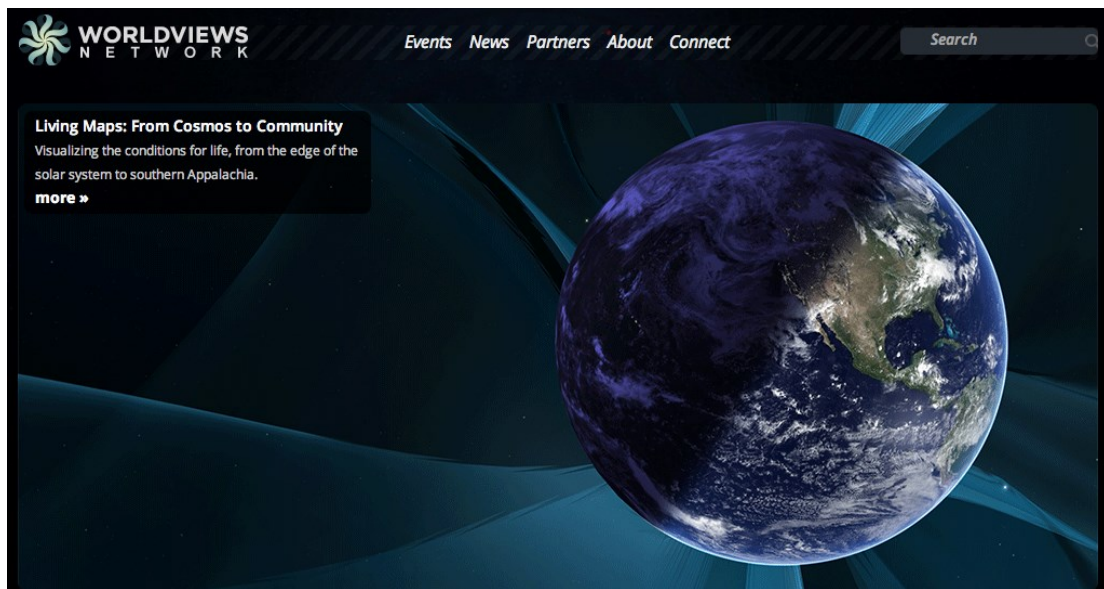 WORLDVIEWS
NETWORK
Events News Partners About Connect
Search
Living Maps: From Cosmos to Community
Visualizing the conditions for life, from the edge of the
solar system to southern Appalachia.
more »